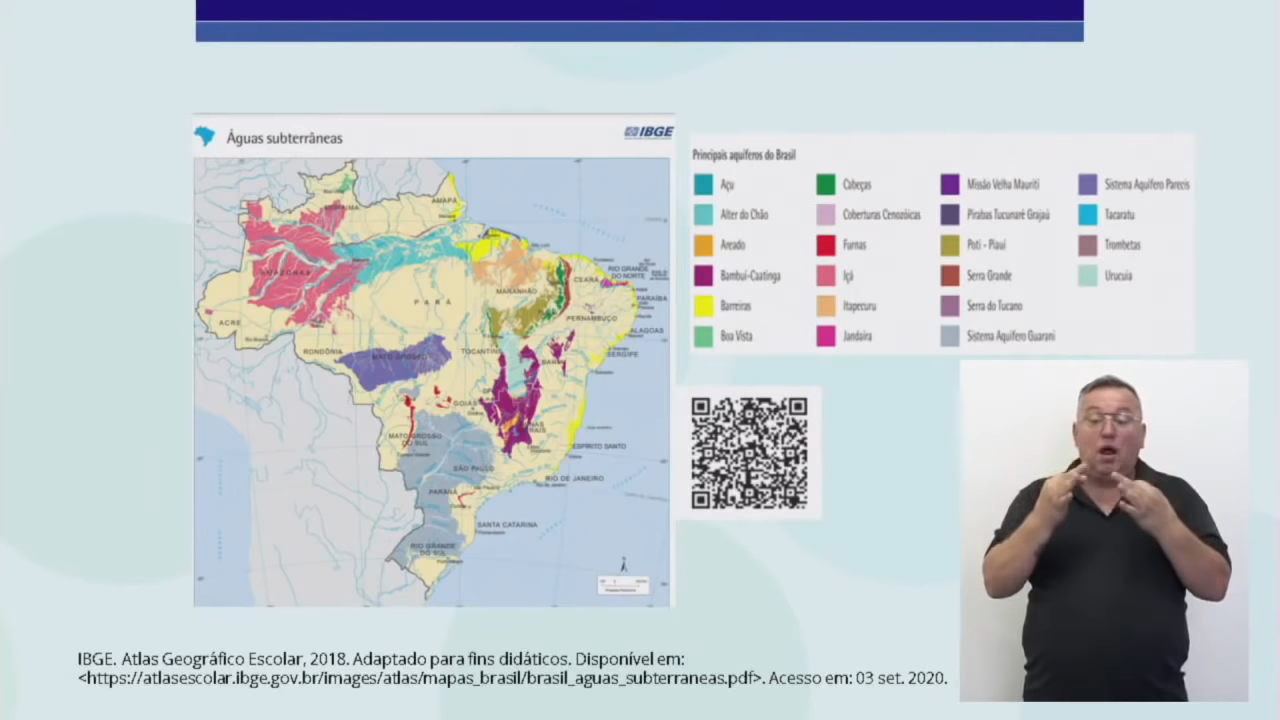 Águas subterrâneas
IBGE
AMAPÁ
AMAZONAS
PARÁ
MARANHÃO
CEARÁ
RIO GRANDE
DO NORTE
PARAÍBA
PERNAMBUCO
ALAGOAS
SERGIPE
ACRE
RONDÔNIA
TOCANTINS
MATO GROSSO
GOIÁS
MATO GROSSO
DO SUL
ESPÍRITO SANTO
SÃO PAULO
RIO DE JANEIRO
PARANÁ
SANTA CATARINA
RIO GRANDE
DO SUL
Principais aquíferos do Brasil
Açu
Alter do Chão
Areado
Bambuí-Caatinga
Barreiras
Boa Vista
Cabeças
Coberturas Cenozóicas
Furnas
Içá
Itapecuru
Jandaíra
Missão Velha Mauriti
Pirabas Tucunaré Grajaú
Poti - Piauí
Serra Grande
Serra do Tucano
Sistema Aquífero Guarani
Sistema Aquífero Parecis
Tacaratu
Trombetas
Urucuia
IBGE. Atlas Geográfico Escolar, 2018. Adaptado para fins didáticos. Disponível em:
<https://atlasescolar.ibge.gov.br/images/atlas/mapas_brasil/brasil_aguas_subterraneas.pdf>. Acesso em: 03 set. 2020.